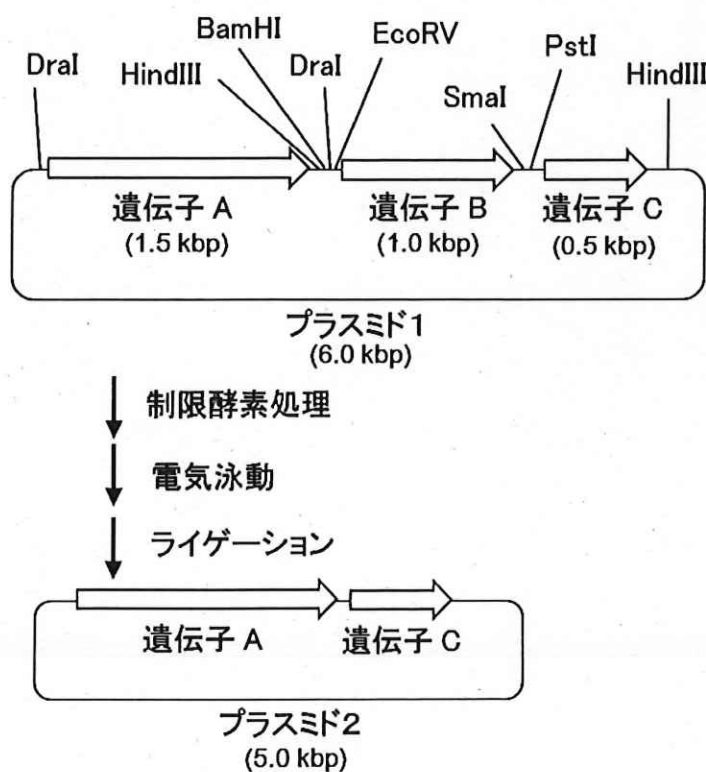 BamHI
EcoRV
DraI
HindIII
DraI
SmaI
PstI
HindIII
遺伝子 A
(1.5 kbp)
遺伝子 B
(1.0 kbp)
遺伝子 C
(0.5 kbp)
プラスミド1
(6.0 kbp)
制限酵素処理
電気泳動
ライゲーション
遺伝子 A
遺伝子 C
プラスミド2
(5.0 kbp)